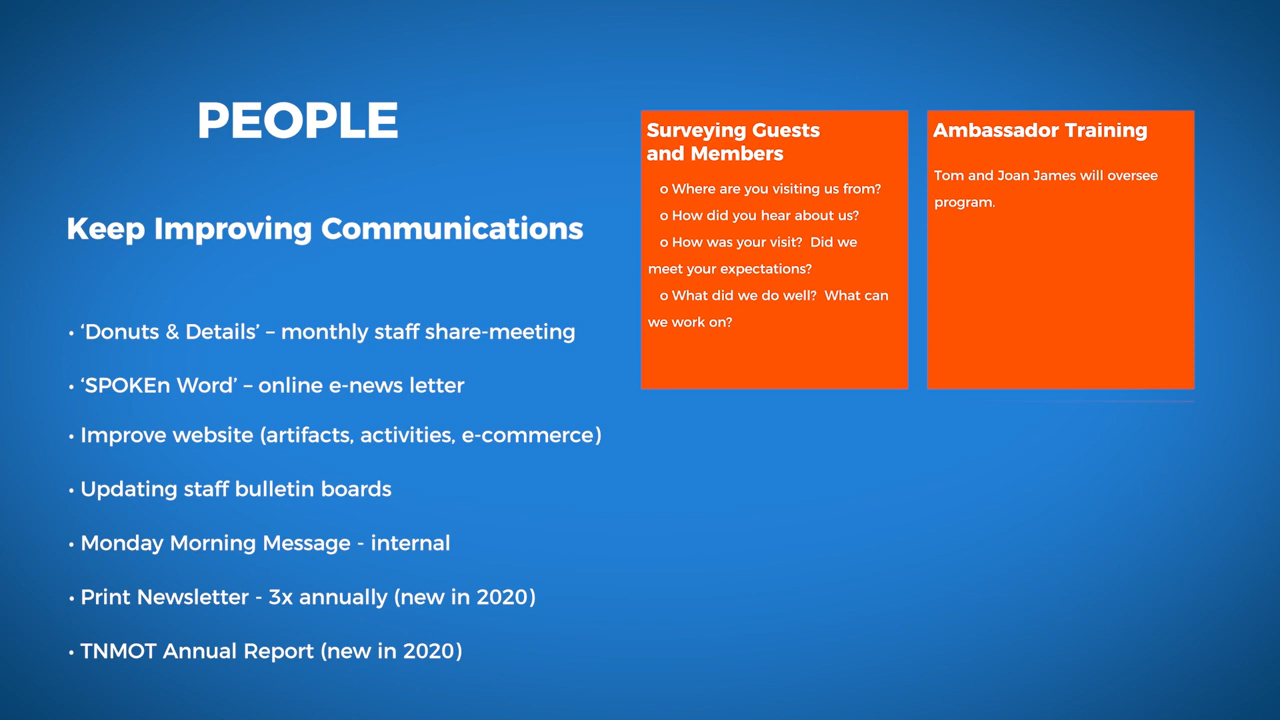 PEOPLE
Keep Improving Communications
• ‘Donuts & Details’ – monthly staff share-meeting
• ‘SPOKEn Word’ – online e-news letter
• Improve website (artifacts, activities, e-commerce)
• Updating staff bulletin boards
• Monday Morning Message - internal
• Print Newsletter - 3x annually (new in 2020)
• TNMOT Annual Report (new in 2020)
Surveying Guests
and Members
o Where are you visiting us from?
o How did you hear about us?
o How was your visit?  Did we
meet your expectations?
o What did we do well?  What can
we work on?
Ambassador Training
Tom and Joan James will oversee
program.